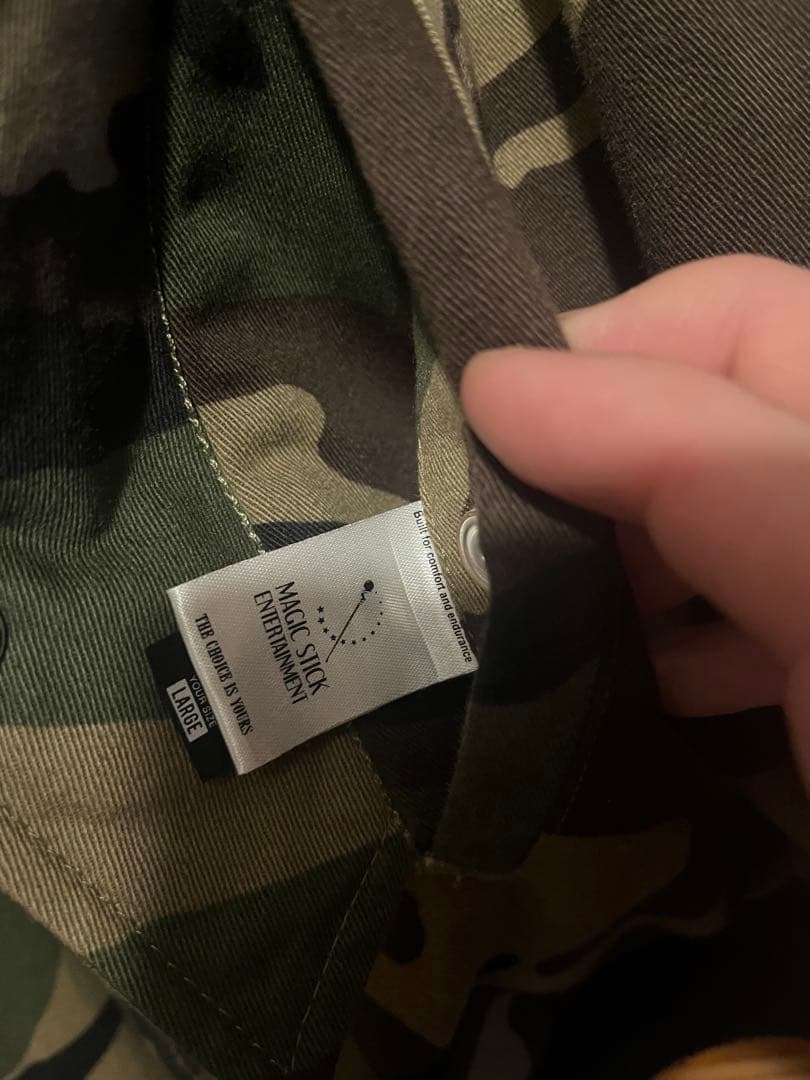 Built for comfort and endurance
MAGIC STICK
ENTERTAINMENT
THE CHOICE IS YOURS
YOUR SIZE
LARGE